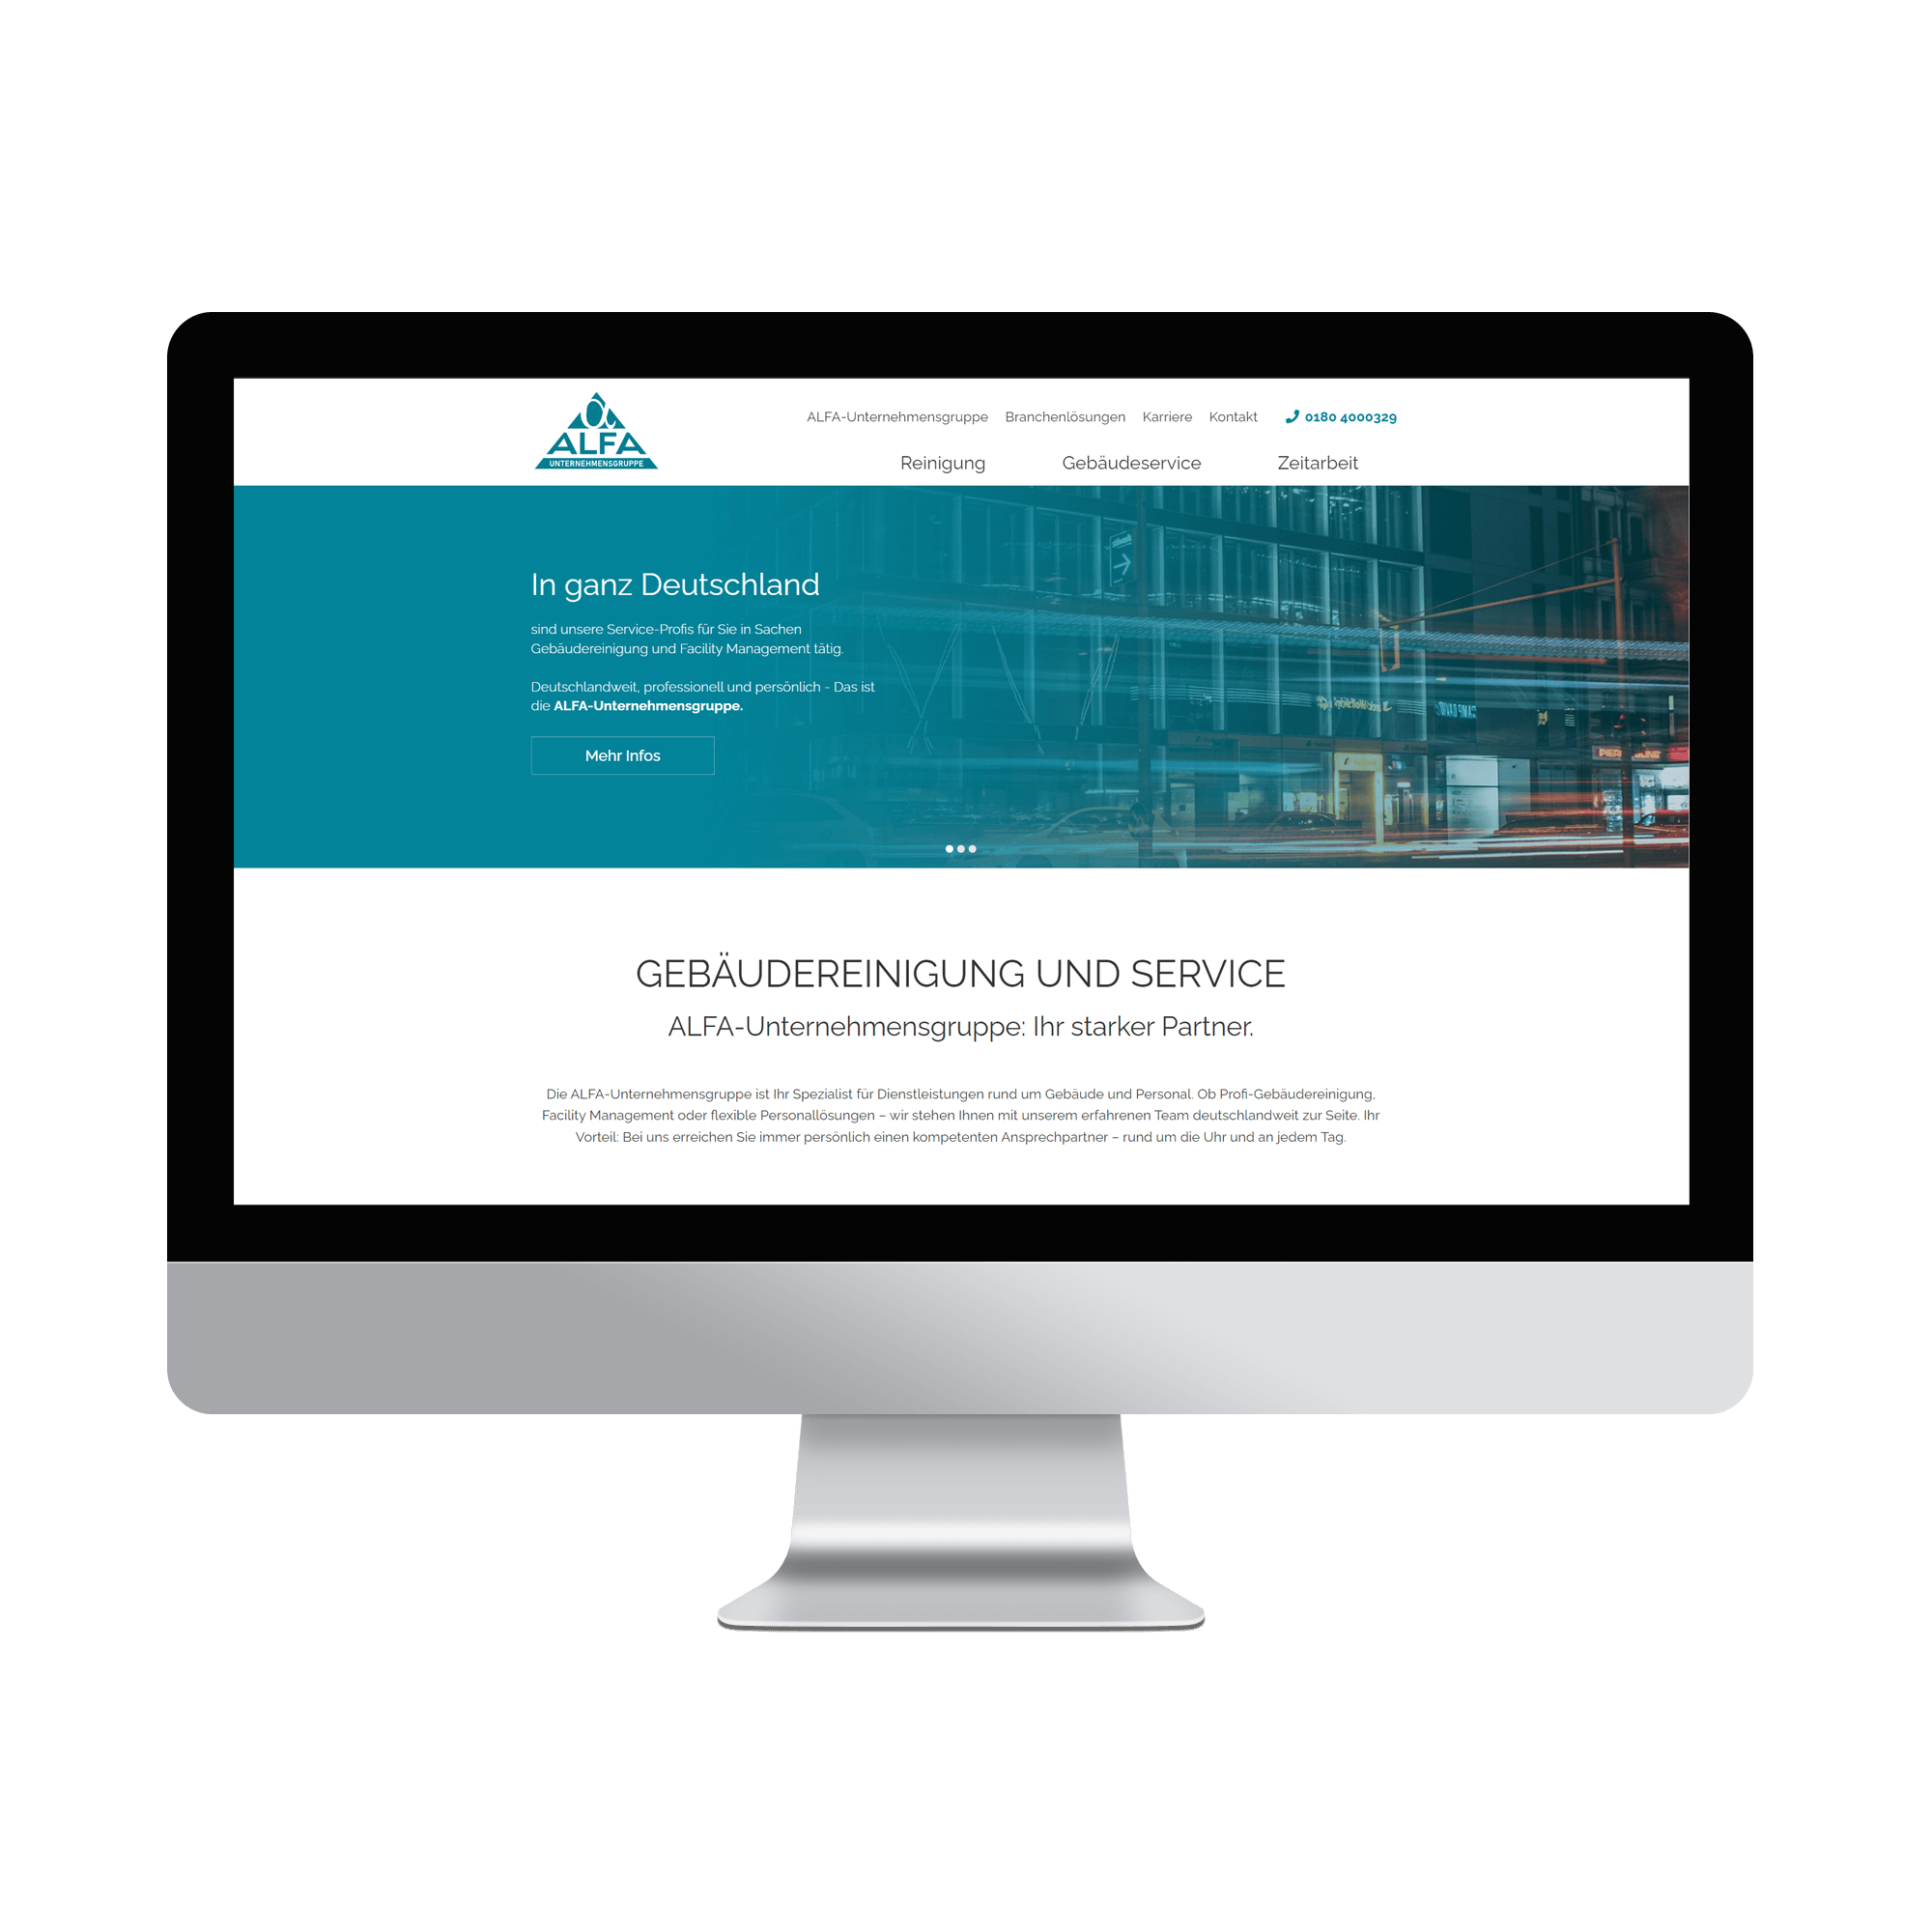 ALFA
UNTERNEHMENSGRUPPE
ALFA-Unternehmensgruppe Branchenlösungen Karriere Kontakt 0180 4000329
Reinigung Gebäudeservice Zeitarbeit
In ganz Deutschland
sind unsere Service-Profis für Sie in Sachen
Gebäudereinigung und Facility Management tätig.
Deutschlandweit, professionell und persönlich - Das ist
die ALFA-Unternehmensgruppe.
Mehr Infos
GEBÄUDEREINIGUNG UND SERVICE
ALFA-Unternehmensgruppe: Ihr starker Partner.
Die ALFA-Unternehmensgruppe ist Ihr Spezialist für Dienstleistungen rund um Gebäude und Personal. Ob Profi-Gebäudereinigung,
Facility Management oder flexible Personallösungen – wir stehen Ihnen mit unserem erfahrenen Team deutschlandweit zur Seite. Ihr
Vorteil: Bei uns erreichen Sie immer persönlich einen kompetenten Ansprechpartner – rund um die Uhr und an jedem Tag.